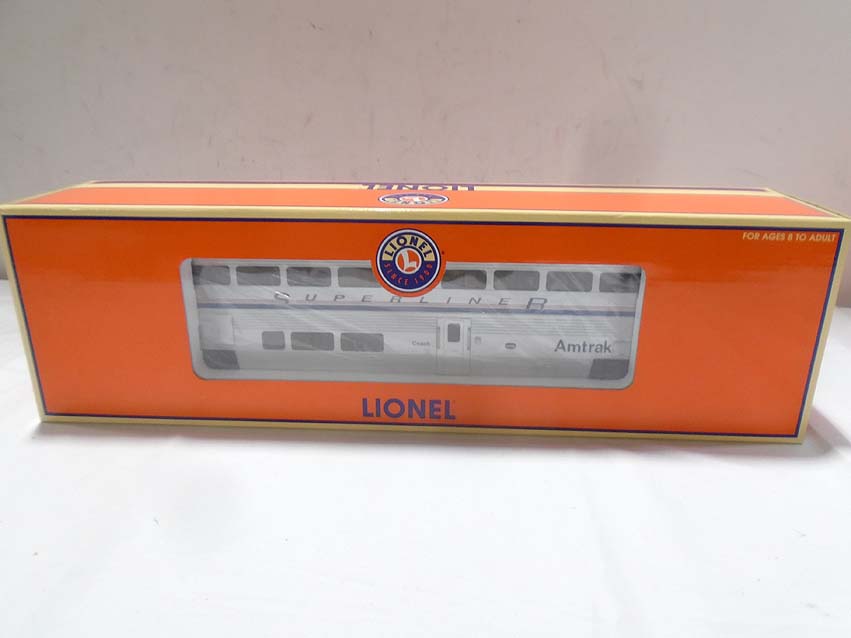 LIONEL
LIONEL
SINCE 1900
FOR AGES 8 TO ADULT
SUPERLINER
Coach
Amtrak
LIONEL